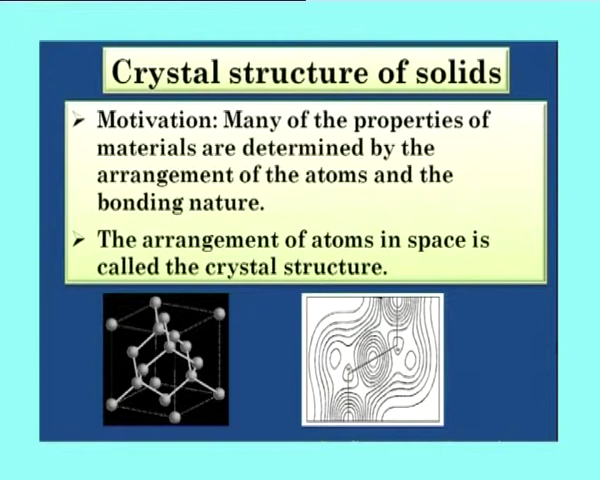 Crystal structure of solids
➢ Motivation: Many of the properties of
materials are determined by the
arrangement of the atoms and the
bonding nature.
➢ The arrangement of atoms in space is
called the crystal structure.